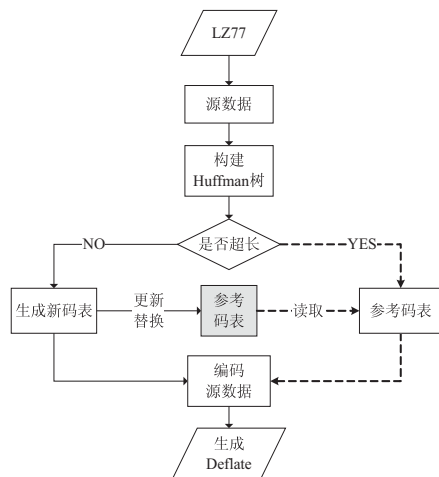 LZ77
源数据
构建
Huffman树
是否超长
NO
YES
生成新码表
更新
替换
参考
码表
读取
参考码表
编码
源数据
生成
Deflate